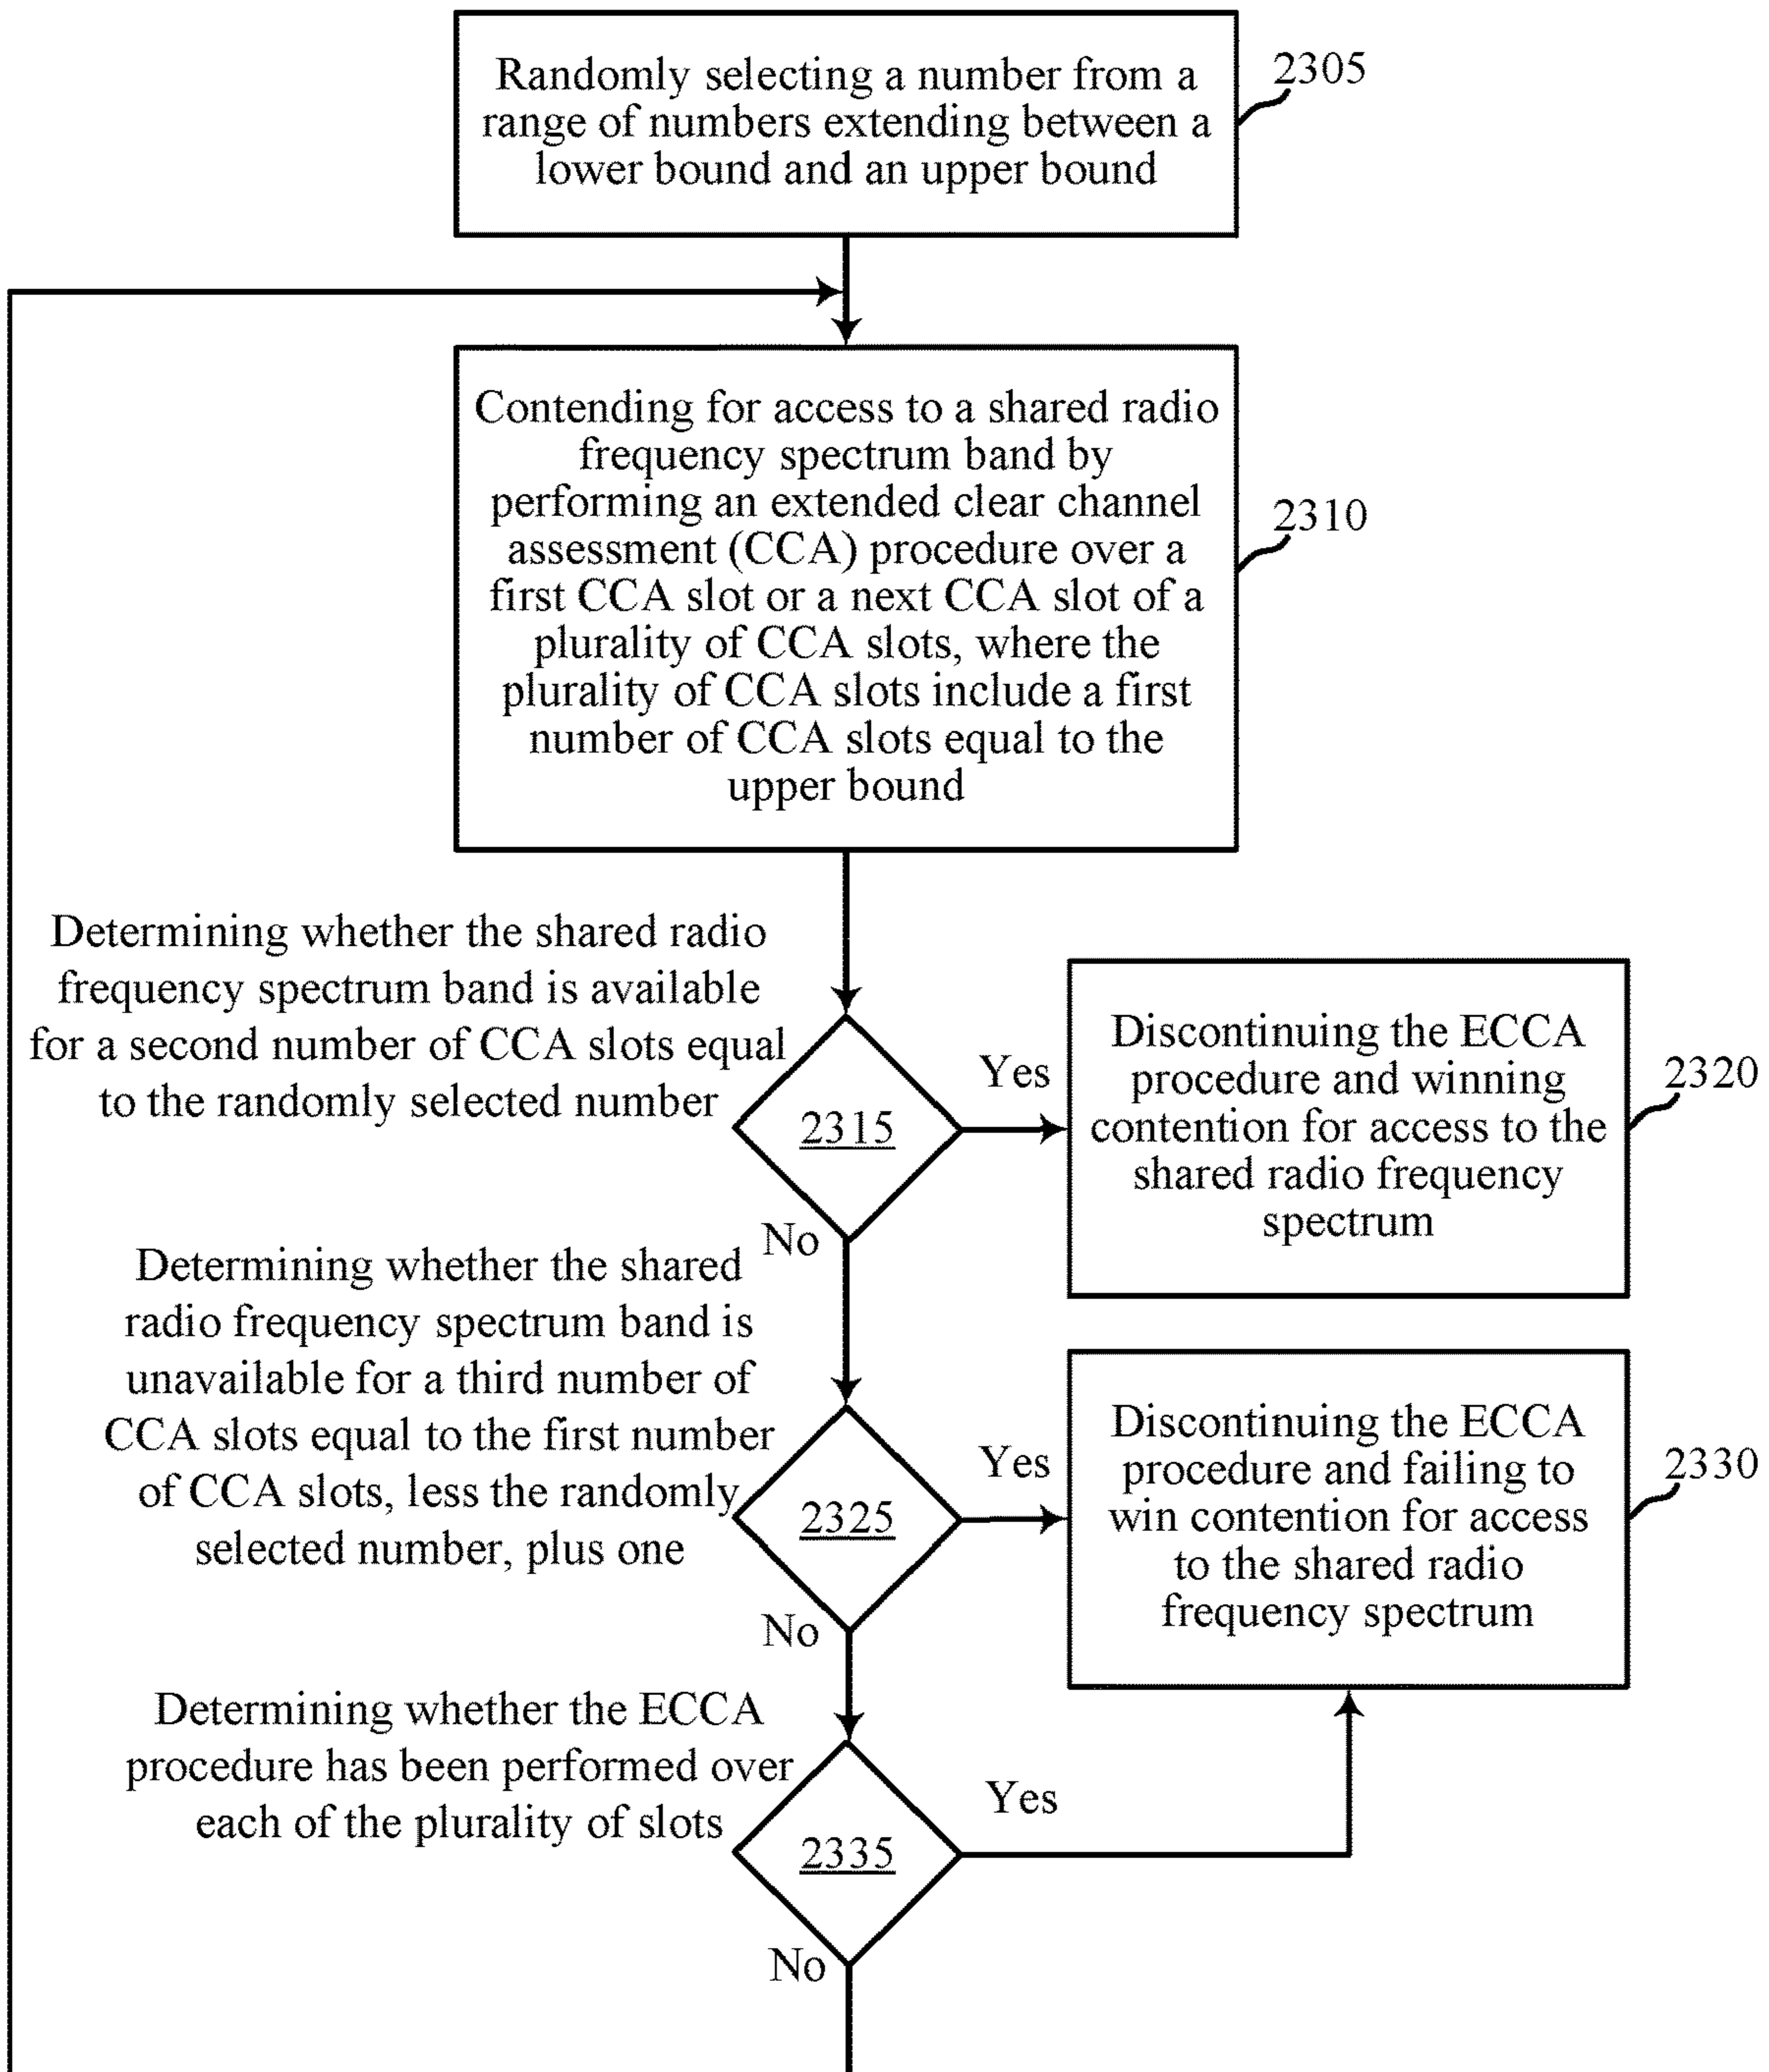 Randomly selecting a number from a
range of numbers extending between a
lower bound and an upper bound
2305
Contending for access to a shared radio
frequency spectrum band by
performing an extended clear channel
assessment (CCA) procedure over a
first CCA slot or a next CCA slot of a
plurality of CCA slots, where the
plurality of CCA slots include a first
number of CCA slots equal to the
upper bound
2310
Determining whether the shared radio
frequency spectrum band is available
for a second number of CCA slots equal
to the randomly selected number
2315
Yes
No
Discontinuing the ECCA
procedure and winning
contention for access to the
shared radio frequency
spectrum
2320
Determining whether the shared
radio frequency spectrum band is
unavailable for a third number of
CCA slots equal to the first number
of CCA slots, less the randomly
selected number, plus one
2325
Yes
No
Discontinuing the ECCA
procedure and failing to
win contention for access
to the shared radio
frequency spectrum
2330
Determining whether the ECCA
procedure has been performed over
each of the plurality of slots
2335
Yes
No